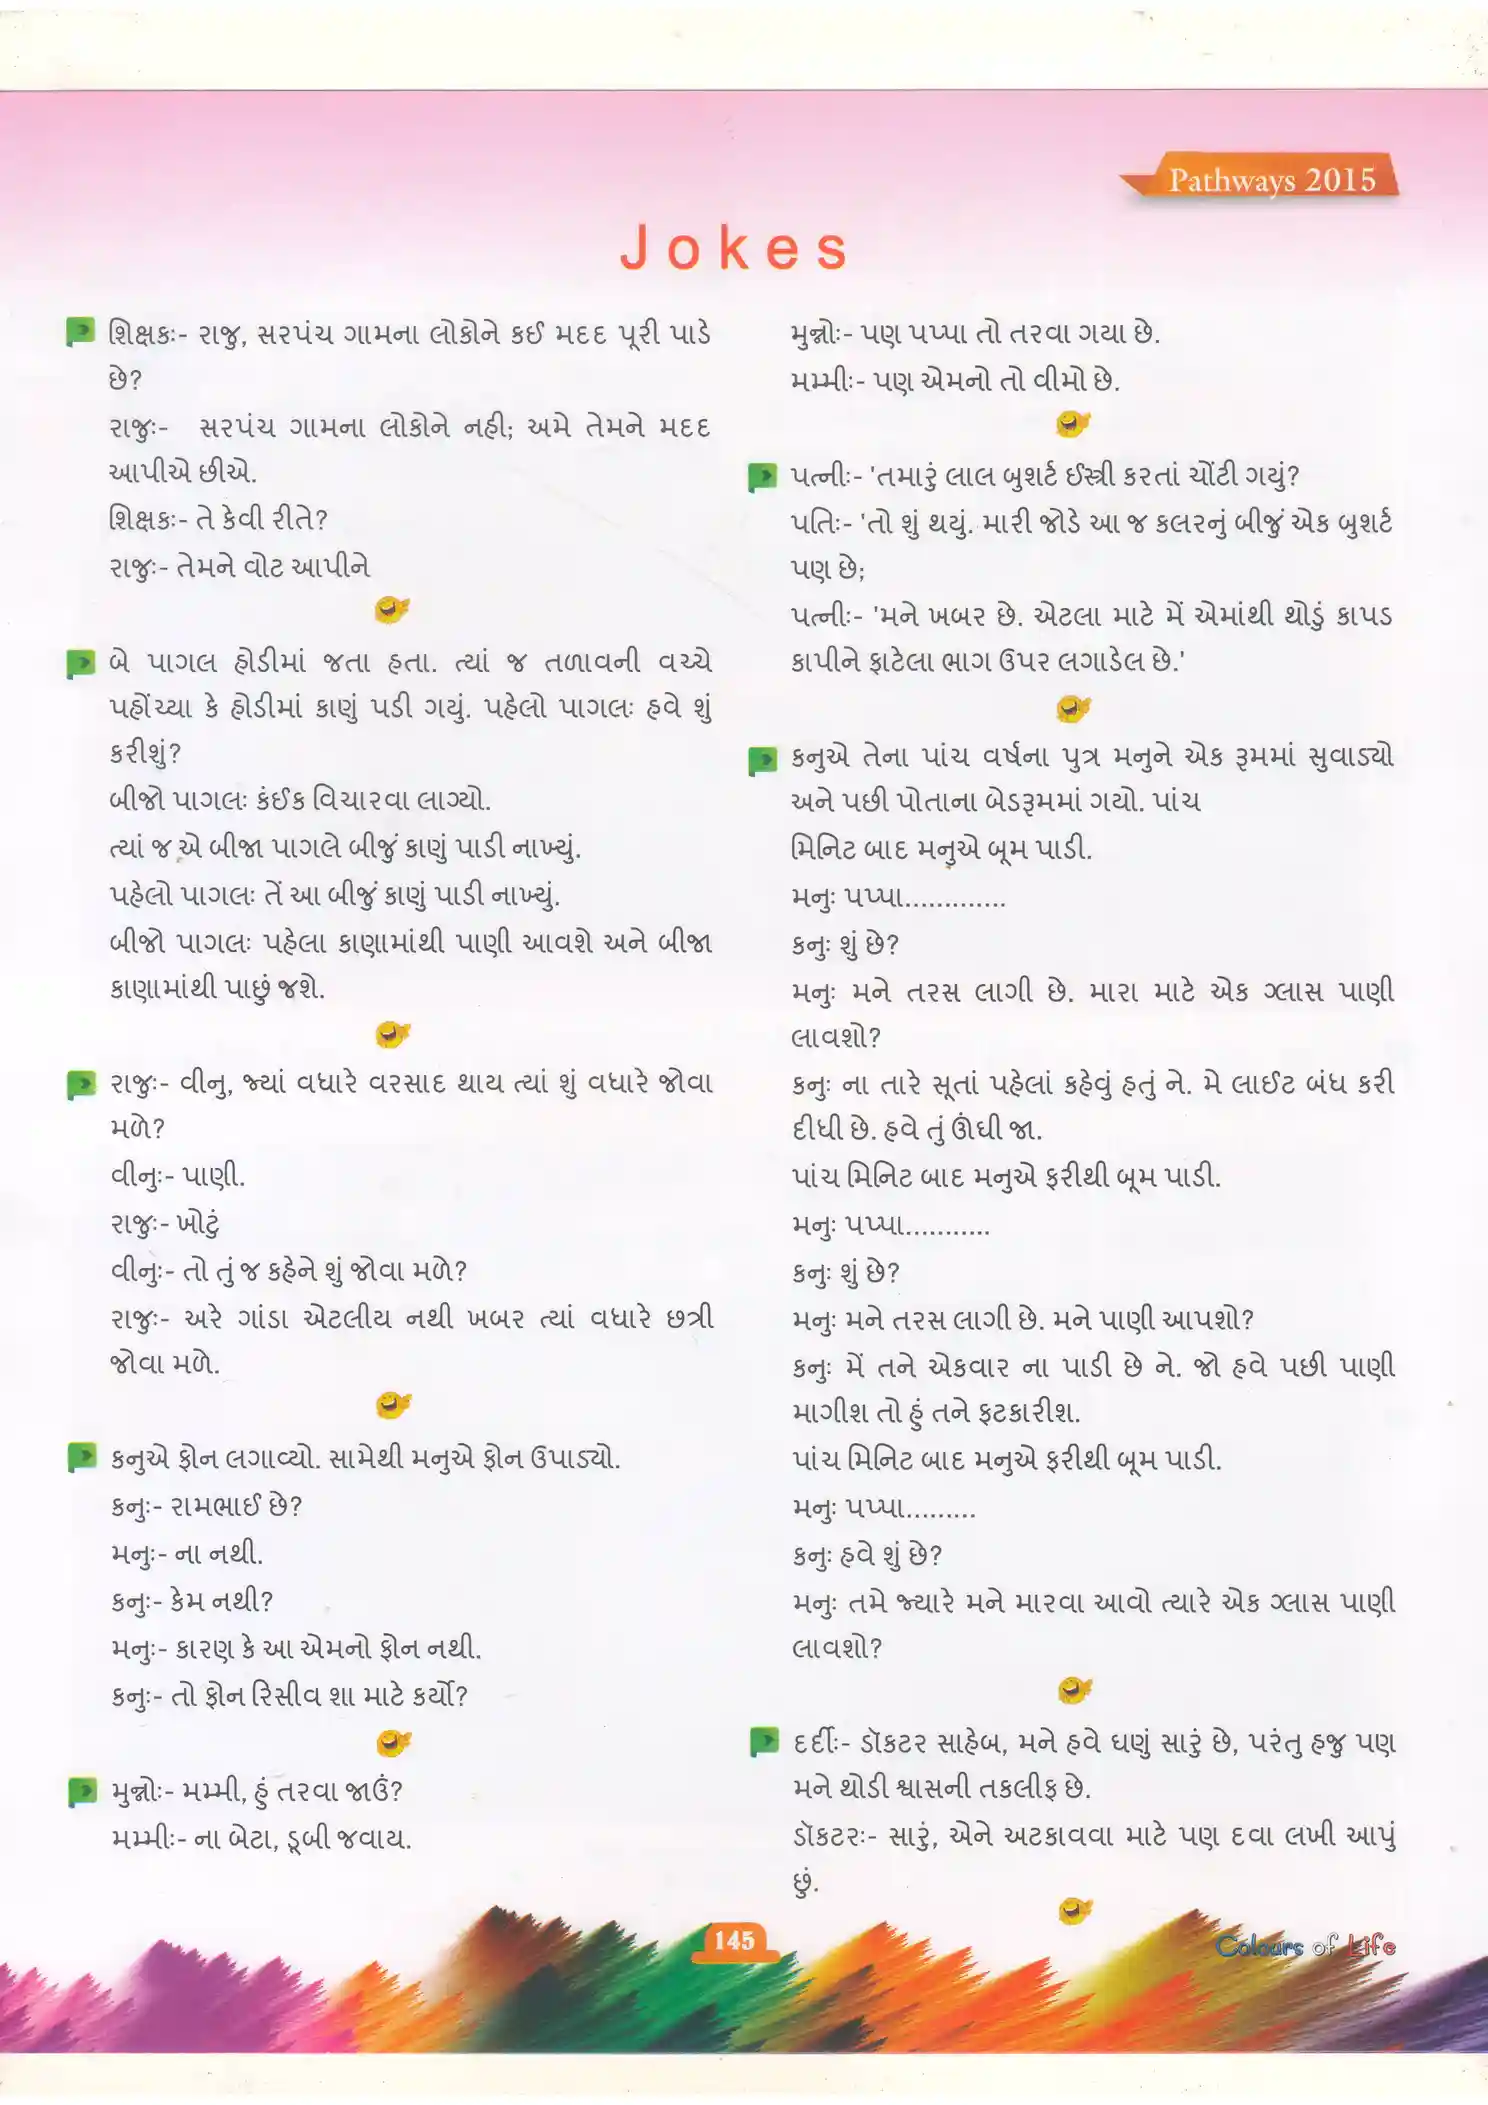 Pathways 2015
Jokes
શિક્ષકઃ- રાજુ, સરપંચ ગામના લોકોને કઈ મદદ પૂરી પાડે
છે?
રાજુઃ- સરપંચ ગામના લોકોને નહી; અમે તેમને મદદ
આપીએ છીએ.
શિક્ષકઃ- તે કેવી રીતે?
રાજુઃ- તેમને વોટ આપીને
બે પાગલ હોડીમાં જતા હતા. ત્યાં જ તળાવની વચ્ચે
પહોંચ્યા કે હોડીમાં કાણું પડી ગયું. પહેલો પાગલઃ હવે શું
કરીશું?
બીજો પાગલઃ કંઈક વિચારવા લાગ્યો.
ત્યાં જ એ બીજા પાગલે બીજું કાણું પાડી નાખ્યું.
પહેલો પાગલઃ તેં આ બીજું કાણું પાડી નાખ્યું.
બીજો પાગલઃ પહેલા કાણામાંથી પાણી આવશે અને બીજા
કાણામાંથી પાછું જશે.
રાજુઃ- વીનુ, જ્યાં વધારે વરસાદ થાય ત્યાં શું વધારે જોવા
મળે?
વીનુઃ- પાણી.
રાજુઃ- ખોટું
વીનુઃ- તો તું જ કહેને શું જોવા મળે?
રાજુઃ- અરે ગાંડા એટલીય નથી ખબર ત્યાં વધારે છત્રી
જોવા મળે.
કનુએ ફોન લગાવ્યો. સામેથી મનુએ ફોન ઉપાડ્યો.
કનુઃ- રામભાઈ છે?
મનુઃ- ના નથી.
કનુઃ- કેમ નથી?
મનુઃ- કારણ કે આ એમનો ફોન નથી.
કનુઃ- તો ફોન રિસીવ શા માટે કર્યો?
મુન્નોઃ- મમ્મી, હું તરવા જાઉં?
મમ્મીઃ- ના બેટા, ડૂબી જવાય.
મુન્નોઃ- પણ પપ્પા તો તરવા ગયા છે.
મમ્મીઃ- પણ એમનો તો વીમો છે.
પત્નીઃ- 'તમારું લાલ બુશર્ટ ઈસ્ત્રી કરતાં ચોંટી ગયું?
પતિઃ- 'તો શું થયું. મારી જોડે આ જ કલરનું બીજું એક બુશર્ટ
પણ છે;
પત્નીઃ- 'મને ખબર છે. એટલા માટે મેં એમાંથી થોડું કાપડ
કાપીને ફાટેલા ભાગ ઉપર લગાડેલ છે.'
કનુએ તેના પાંચ વર્ષના પુત્ર મનુને એક રૂમમાં સુવાડ્યો
અને પછી પોતાના બેડરૂમમાં ગયો. પાંચ
મિનિટ બાદ મનુએ બૂમ પાડી.
મનુઃ પપ્પા.............
કનુઃ શું છે?
મનુઃ મને તરસ લાગી છે. મારા માટે એક ગ્લાસ પાણી
લાવશો?
કનુઃ ના તારે સૂતાં પહેલાં કહેવું હતું ને. મે લાઈટ બંધ કરી
દીધી છે. હવે તું ઊંઘી જા.
પાંચ મિનિટ બાદ મનુએ ફરીથી બૂમ પાડી.
મનુઃ પપ્પા...........
કનુઃ શું છે?
મનુઃ મને તરસ લાગી છે. મને પાણી આપશો?
કનુઃ મેં તને એકવાર ના પાડી છે ને. જો હવે પછી પાણી
માગીશ તો હું તને ફટકારીશ.
પાંચ મિનિટ બાદ મનુએ ફરીથી બૂમ પાડી.
મનુઃ પપ્પા.........
કનુઃ હવે શું છે?
મનુઃ તમે જ્યારે મને મારવા આવો ત્યારે એક ગ્લાસ પાણી
લાવશો?
દર્દીઃ- ડૉકટર સાહેબ, મને હવે ઘણું સારું છે, પરંતુ હજુ પણ
મને થોડી શ્વાસની તકલીફ છે.
ડૉકટરઃ- સારું, એને અટકાવવા માટે પણ દવા લખી આપું
છું.
145
Colours of Life